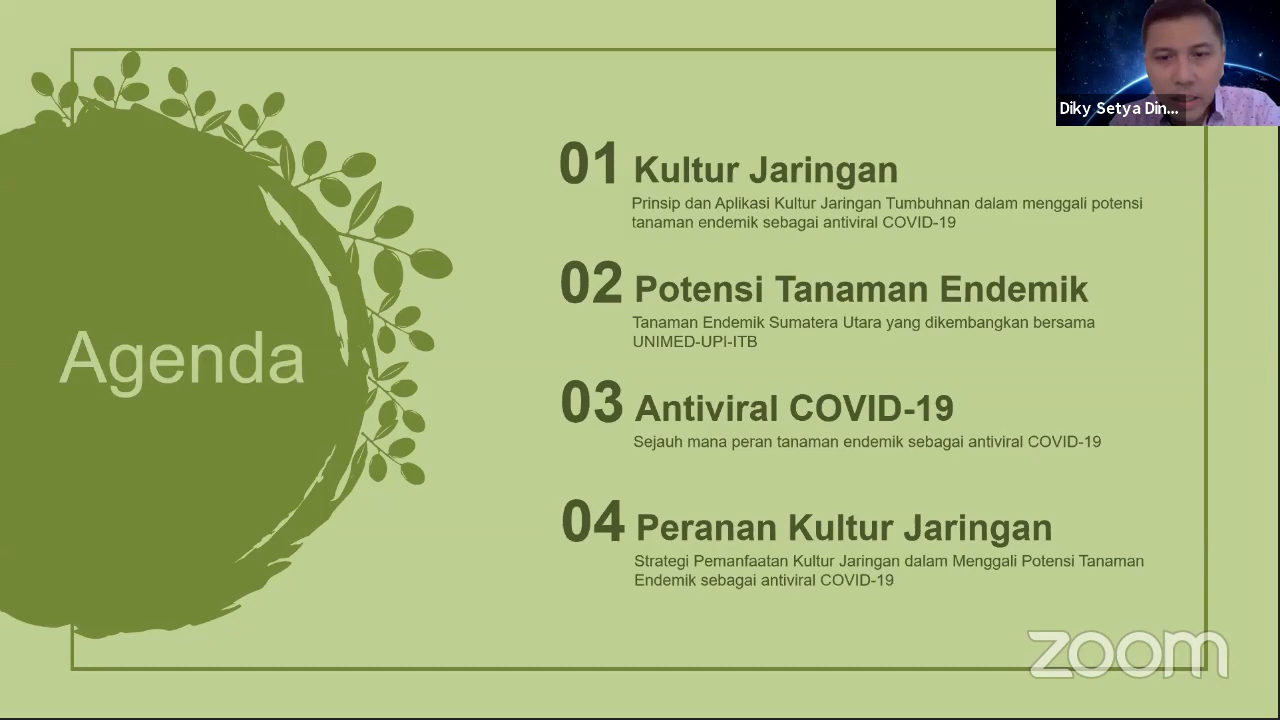 Diky Setya Din...
Agenda
01 Kultur Jaringan
Prinsip dan Aplikasi Kultur Jaringan Tumbuhnan dalam menggali potensi
tanaman endemik sebagai antiviral COVID-19
02 Potensi Tanaman Endemik
Tanaman Endemik Sumatera Utara yang dikembangkan bersama
UNIMED-UPI-ITB
03 Antiviral COVID-19
Sejauh mana peran tanaman endemik sebagai antiviral COVID-19
04 Peranan Kultur Jaringan
Strategi Pemanfaatan Kultur Jaringan dalam Menggali Potensi Tanaman
Endemik sebagai antiviral COVID-19
zoom